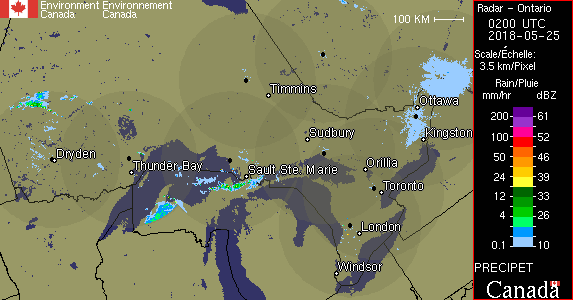 Environment Environnement
Canada Canada
100 KM
Timmins
Ottawa
Sudbury
Kingston
Dryden
Thunder Bay
Sault Ste. Marie
Orillia
Toronto
London
Windsor
Radar - Ontario
0200 UTC
2018-05-25
Scale/Échelle:
3.5 km/Pixel
Rain/Pluie
mm/hr dBZ
200 61
100 52
50 46
24 39
12 33
4 26
0.1 10
PRECIPET
Canada